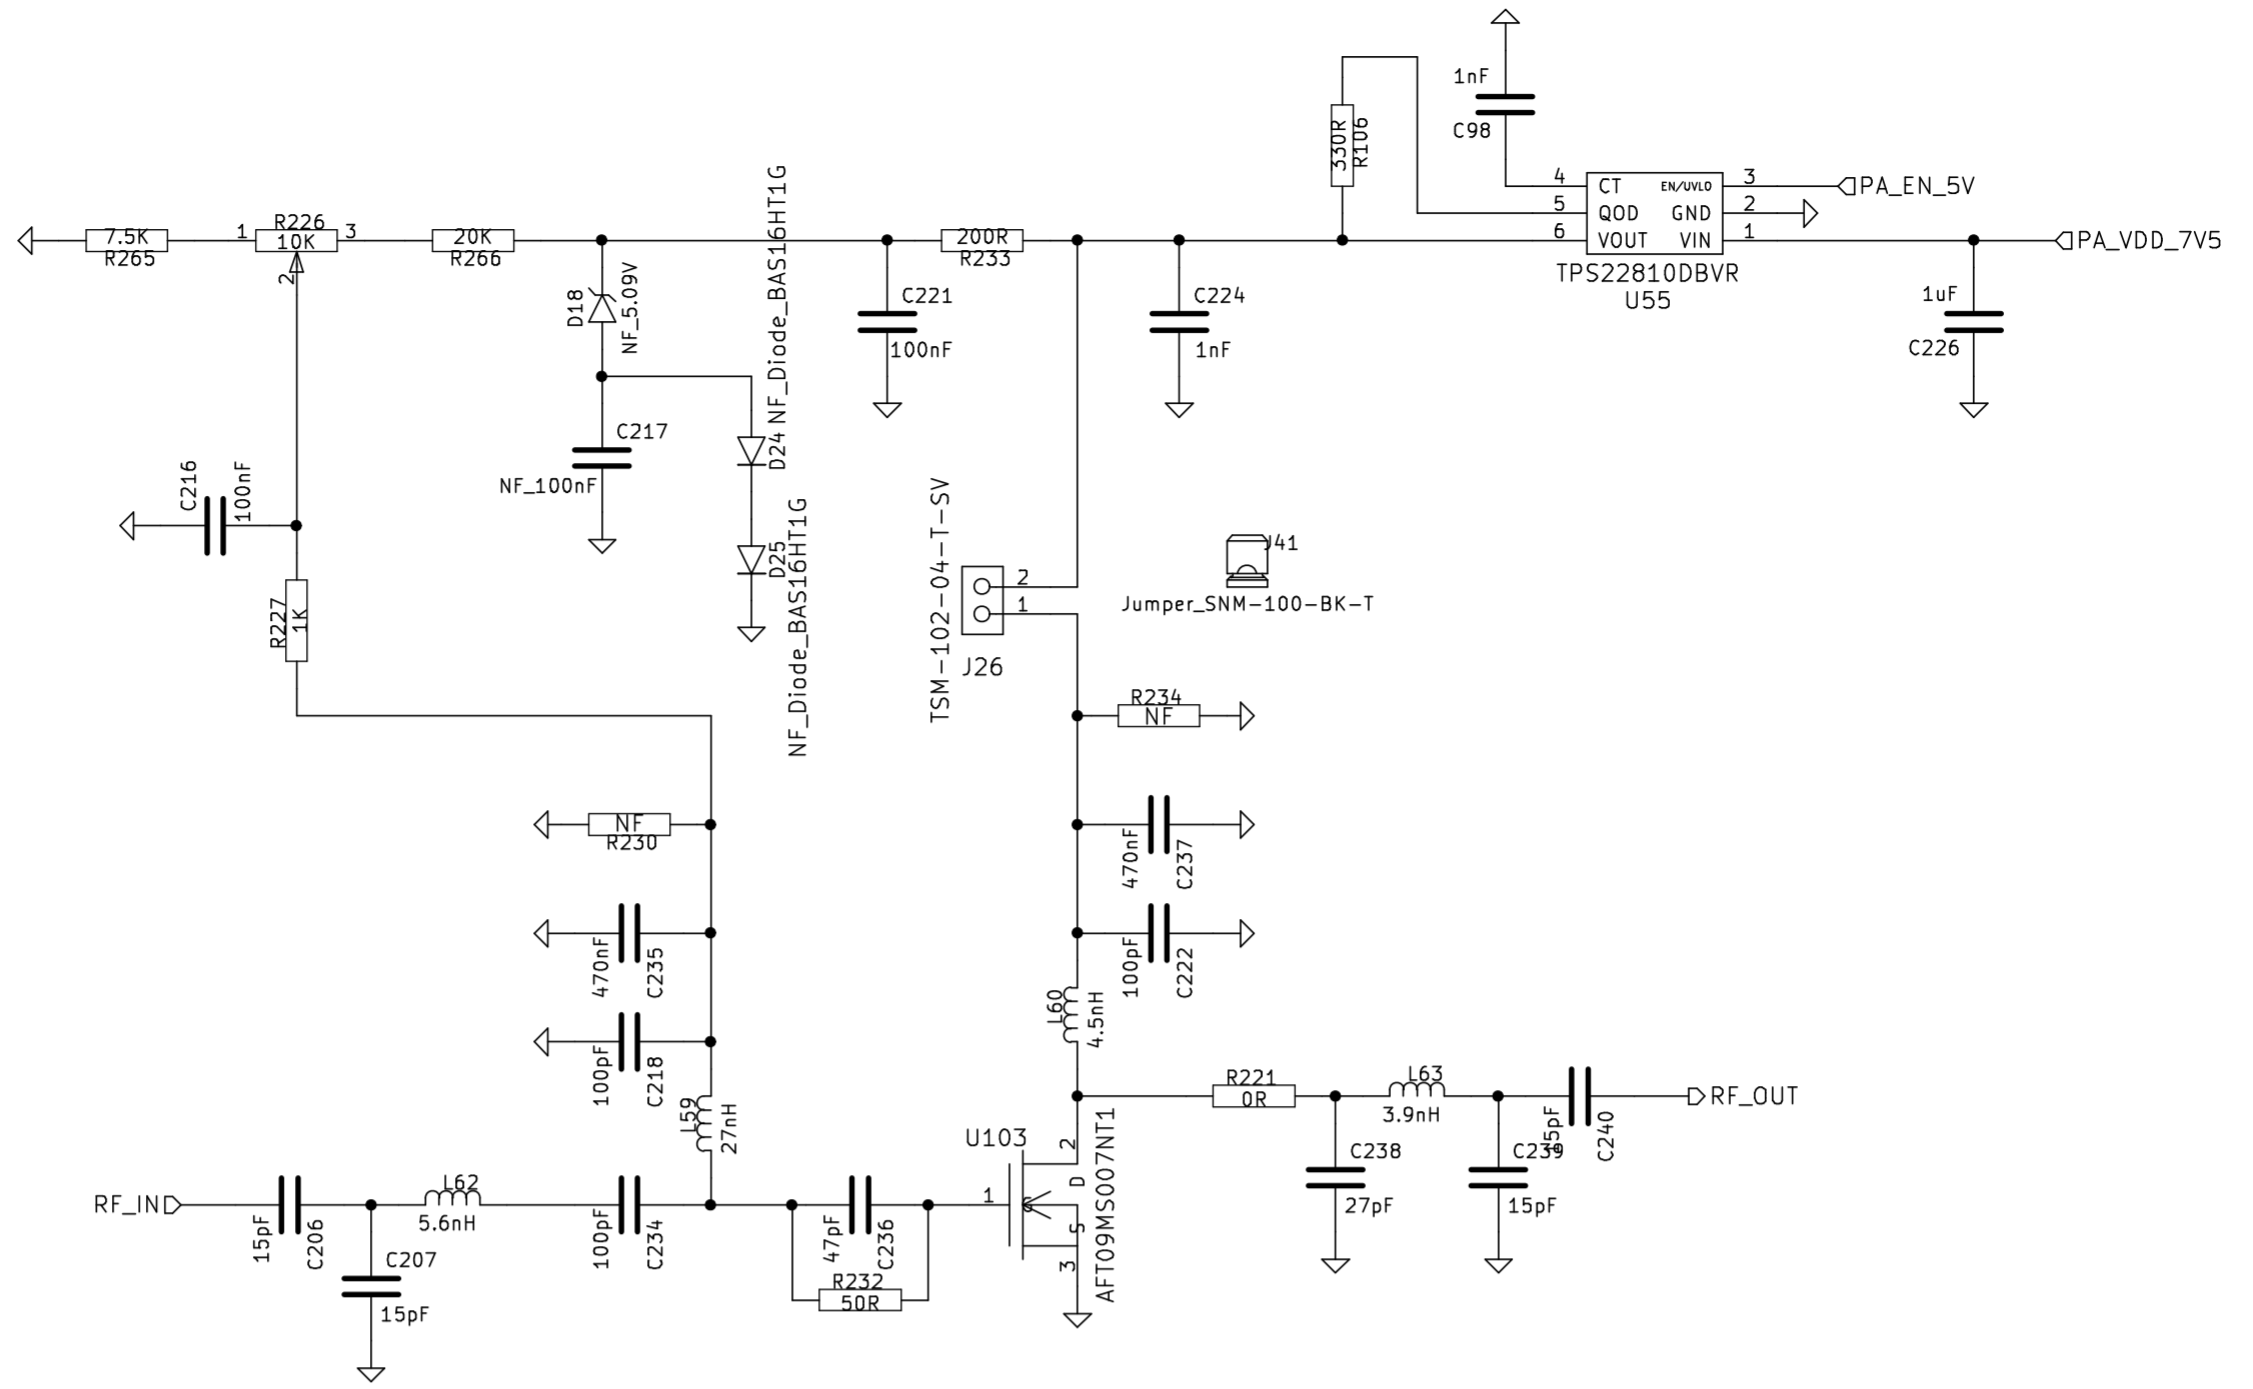 1nF
C98
330R
R106
4
CT
EN/UVLO
3
PA_EN_5V
5
QOD
GND
2
6
VOUT
VIN
1
PA_VDD_7V5
TPS22810DBVR
U55
7.5K
R265
1
R226
10K
3
2
20K
R266
200R
R233
D18
NF_5.09V
NF_Diode_BAS16HT1G
D24
C221
100nF
C224
1nF
1uF
C226
C217
NF_100nF
C216
100nF
D25
NF_Diode_BAS16HT1G
TSM-102-04-T-SV
2
1
J26
J41
Jumper_SNM-100-BK-T
R227
1K
R234
NF
NF
R230
470nF
C237
470nF
C235
100pF
C222
100pF
C218
L60
4.5nH
L59
27nH
R221
0R
L63
3.9nH
15pF
C240
RF_OUT
C238
27pF
C239
15pF
U103
2
D
G
S
1
3
AFT09MS007NT1
RF_IN
15pF
C206
L62
5.6nH
100pF
C234
47pF
C236
R232
50R
C207
15pF